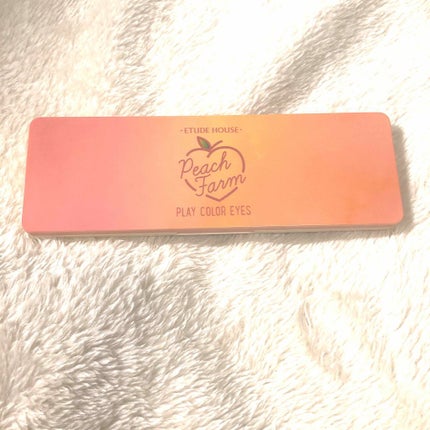 ·ETUDE HOUSE·
Peach
Farm
PLAY COLOR EYES